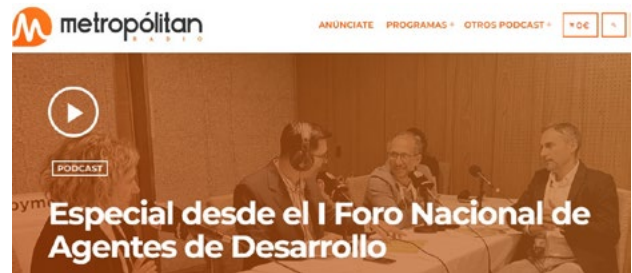 metropólitan
RADIO
ANÚNCIATE PROGRAMAS OTROS PODCAST 0€
PODCAST
Especial desde el I Foro Nacional de
Agentes de Desarrollo